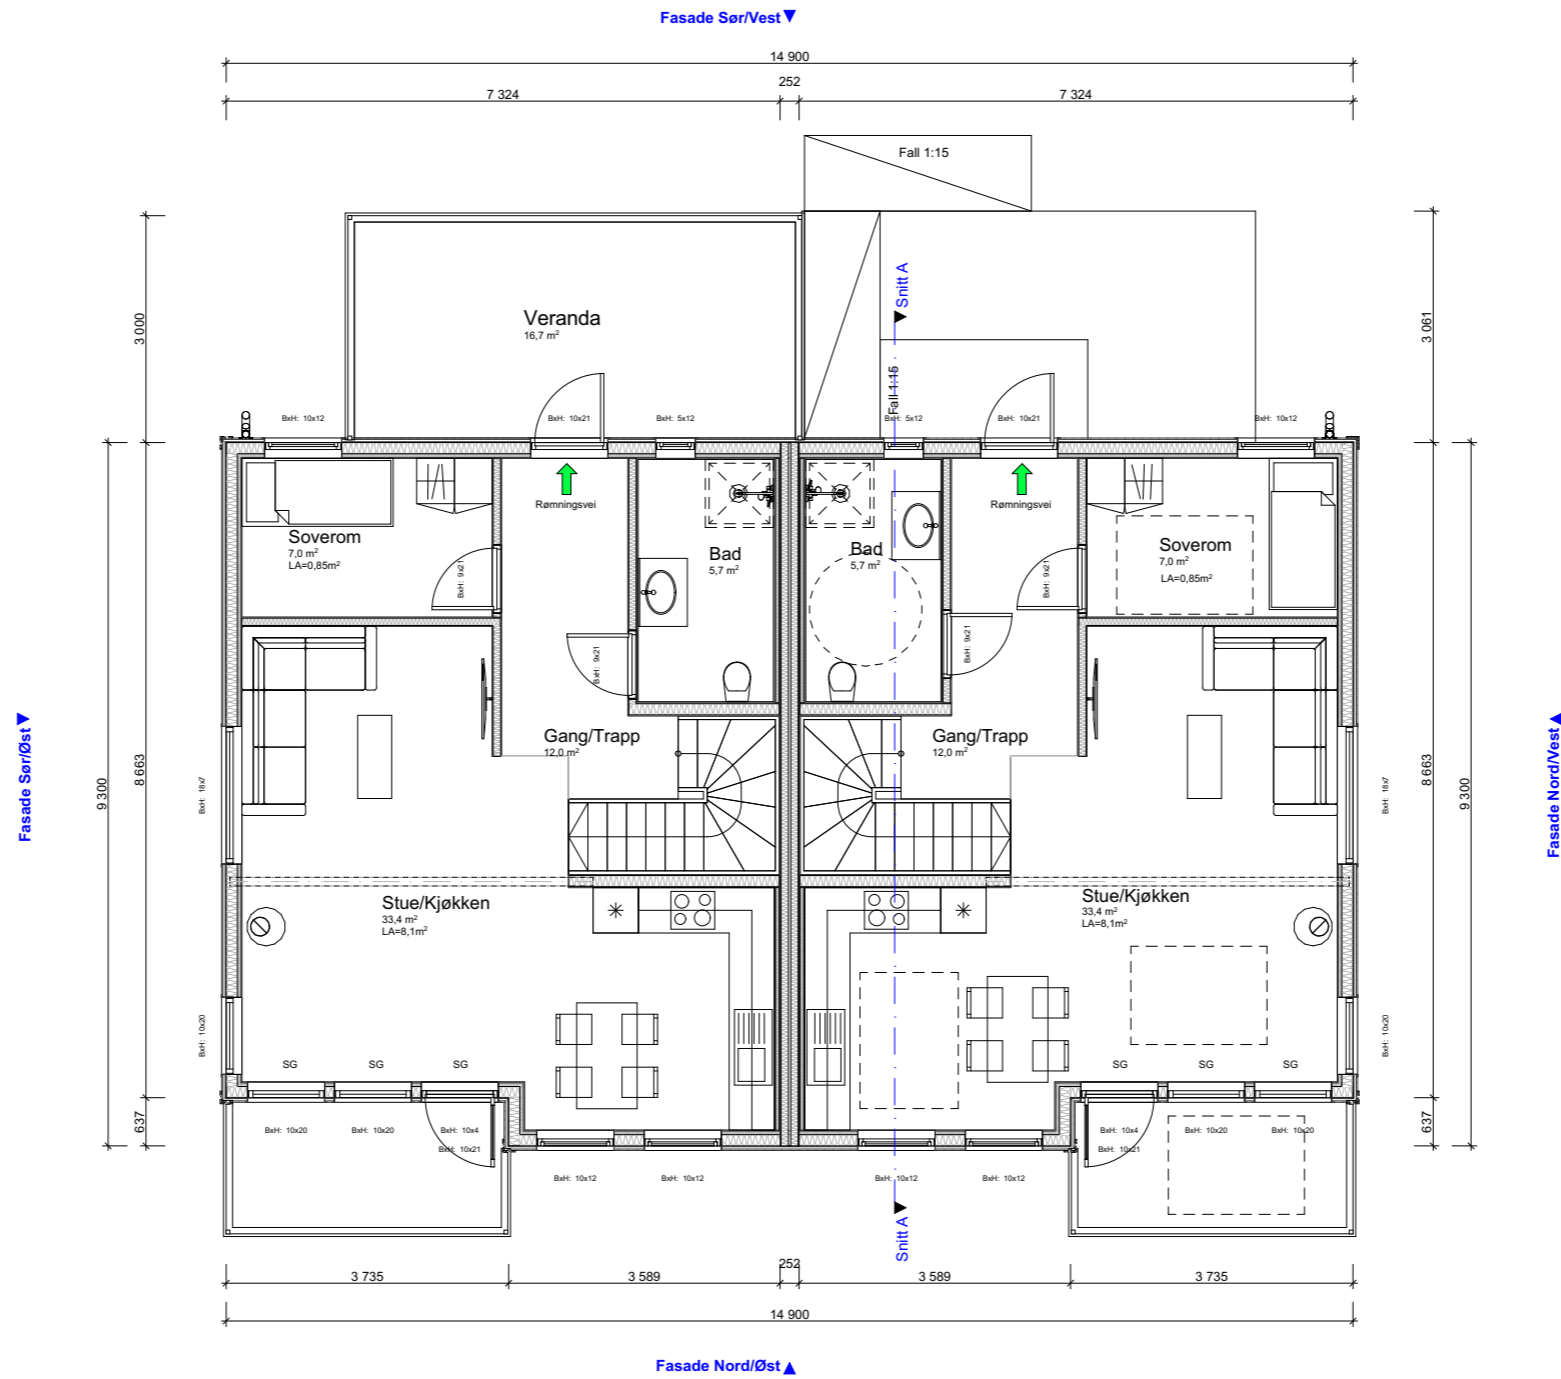 Fasade Sør/Vest
14 900
252
7 324
7 324
Fall 1:15
3 000
3 061
Snitt A
Veranda
16,7 m²
Fall 1:15
BxH: 10x12
BxH: 10x21
BxH: 5x12
BxH: 5x12
BxH: 10x21
BxH: 10x12
Rømningsvei
Rømningsvei
Soverom
7,0 m²
LA=0,85m²
BxH: 9x21
Bad
5,7 m²
Bad
5,7 m²
BxH: 9x21
Soverom
7,0 m²
LA=0,85m²
BxH: 9x21
BxH: 9x21
Gang/Trapp
12,0 m²
Gang/Trapp
12,0 m²
Fasade Sør/Øst
9 300
8 663
BxH: 18x7
BxH: 18x7
8 663
9 300
Fasade Nord/Vest
Stue/Kjøkken
33,4 m²
LA=8,1m²
Stue/Kjøkken
33,4 m²
LA=8,1m²
BxH: 10x20
BxH: 10x20
SG
SG
SG
SG
SG
SG
637
637
BxH: 10x20
BxH: 10x20
BxH: 10x4
BxH: 10x21
BxH: 10x4
BxH: 10x21
BxH: 10x20
BxH: 10x20
BxH: 10x12
BxH: 10x12
BxH: 10x12
BxH: 10x12
Snitt A
252
3 735
3 589
3 589
3 735
14 900
Fasade Nord/Øst